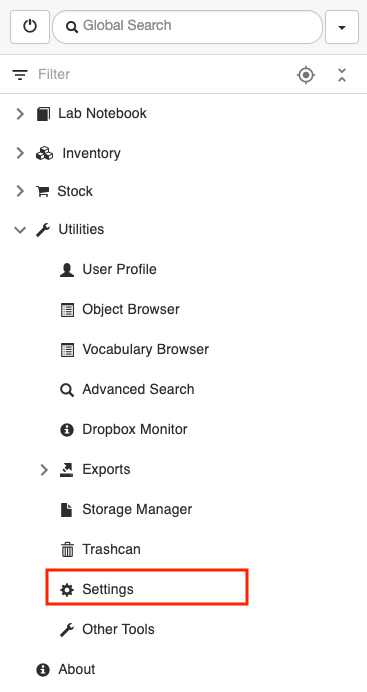 Global Search
Filter
Lab Notebook
Inventory
Stock
Utilities
User Profile
Object Browser
Vocabulary Browser
Advanced Search
Dropbox Monitor
Exports
Storage Manager
Trashcan
Settings
Other Tools
About